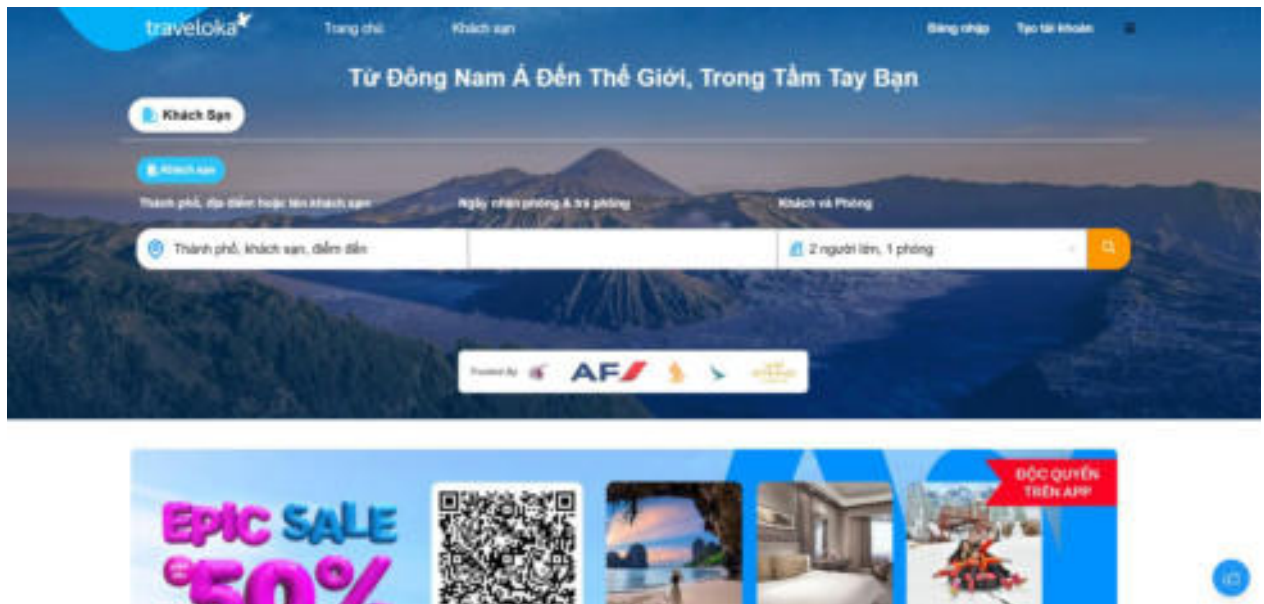 traveloka
Trang chủ
Khách sạn
Đăng nhập
Tạo tài khoản
Từ Đông Nam Á Đến Thế Giới, Trong Tầm Tay Bạn
Khách Sạn
Khách sạn
Thành phố, địa điểm hoặc tên khách sạn
Ngày nhận phòng & trả phòng
Khách và Phòng
Thành phố, khách sạn, điểm đến
2 người lớn, 1 phòng
Trusted By
AF
ĐỘC QUYỀN
TRÊN APP
EPIC SALE
50%